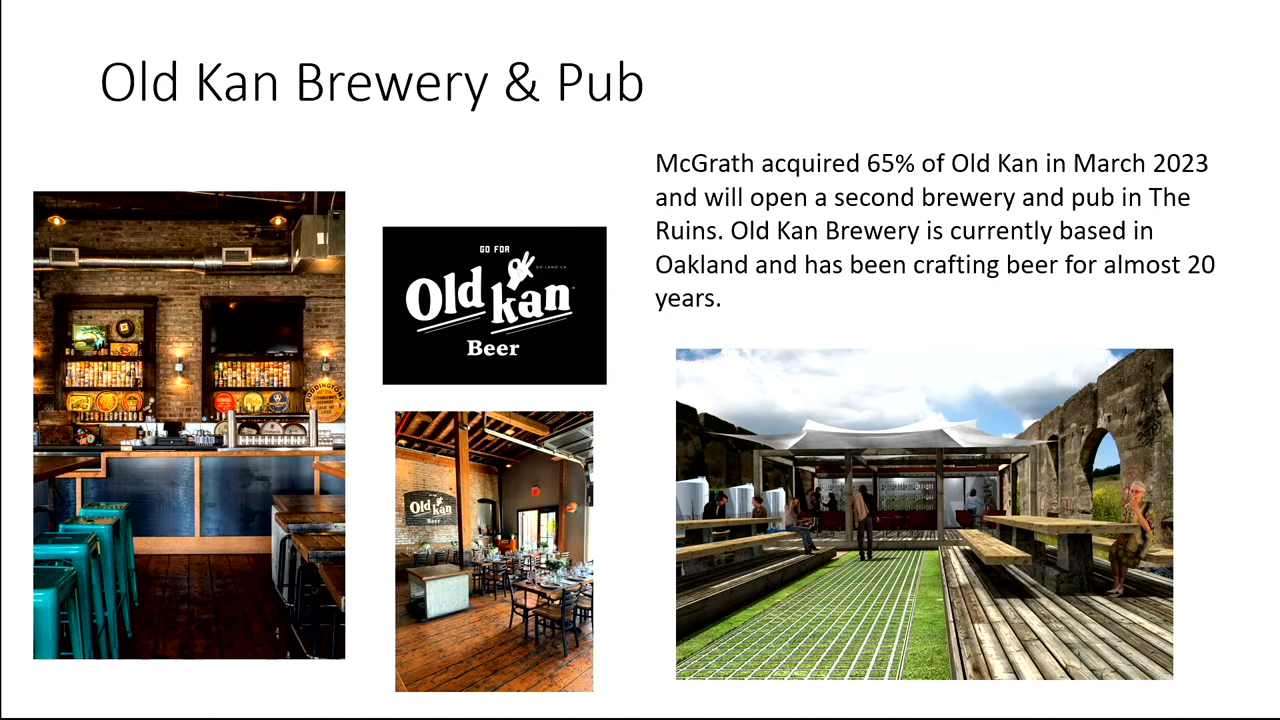 Old Kan Brewery & Pub
McGrath acquired 65% of Old Kan in March 2023
and will open a second brewery and pub in The
Ruins. Old Kan Brewery is currently based in
Oakland and has been crafting beer for almost 20
years.
GO FOR
Old kan
Beer
BODDINGTONS
Old kan
Beer